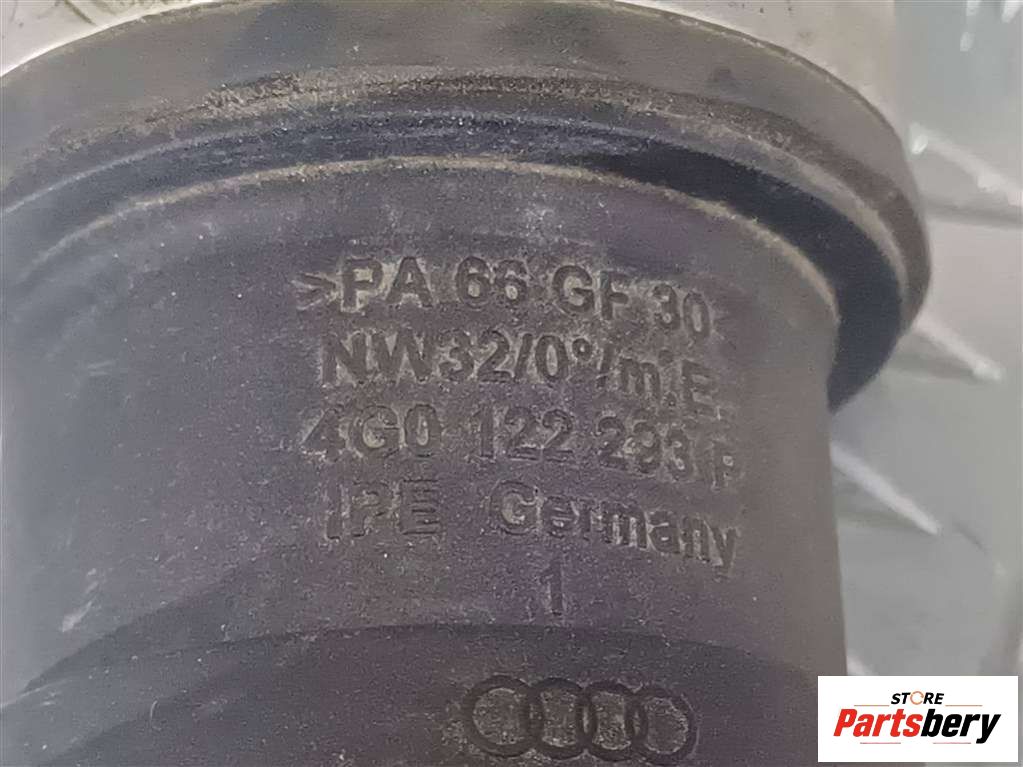 >PA 66 GF 30<
NW32/0°/m.E.
4G0 122 293 F
IPE Germany
1
STORE
Partsbery